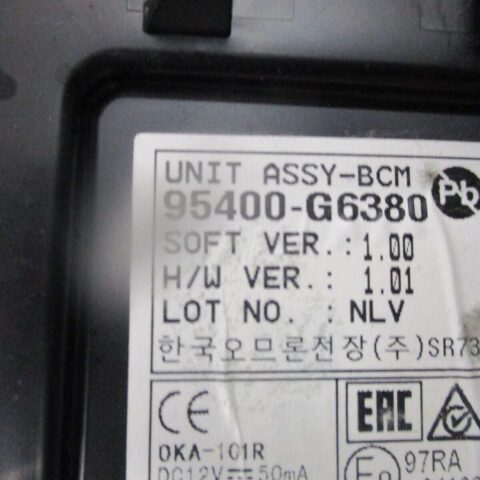 UNIT ASSY-BCM
Pb
95400-G6380
SOFT VER.: 1.00
H/W VER.: 1.01
LOT NO. : NLV
한국오므론전장(주)SR73
CE
EAC
OKA-101R
DC12V 50mA
97RA